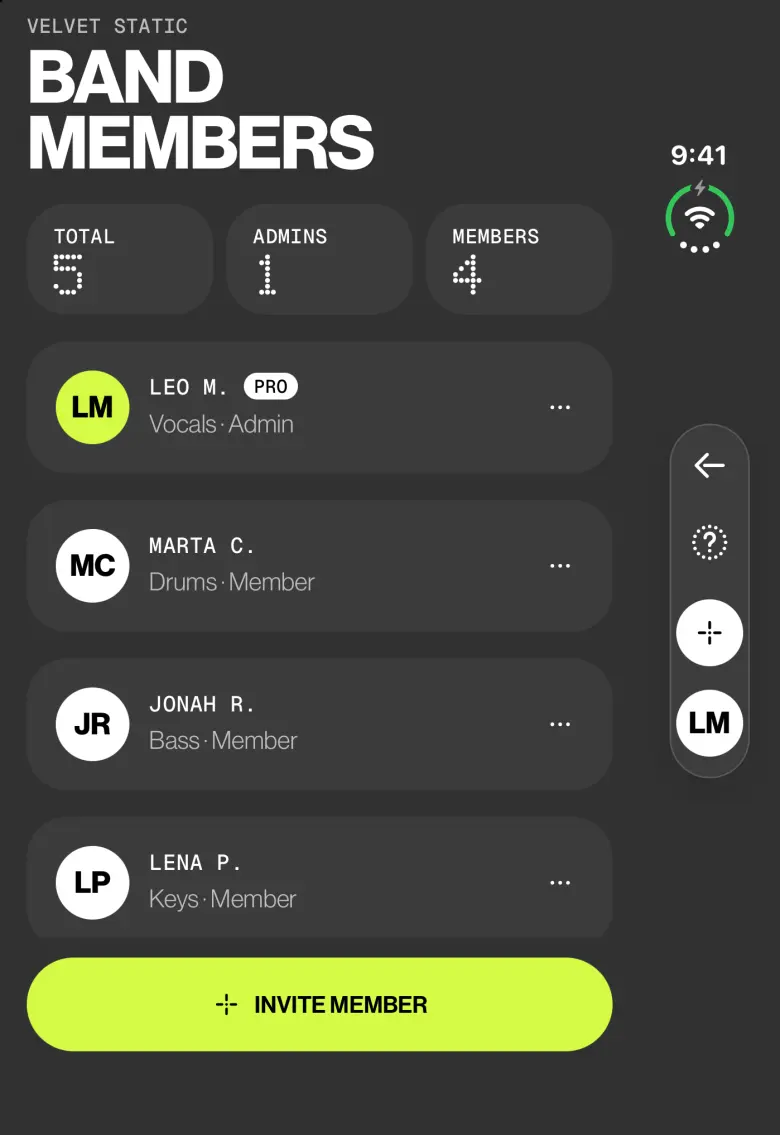 VELVET STATIC
BAND
MEMBERS
9:41
TOTAL
5
ADMINS
1
MEMBERS
4
LM
LEO M. PRO
Vocals · Admin
...
MC
MARTA C.
Drums · Member
...
JR
JONAH R.
Bass · Member
...
LP
LENA P.
Keys · Member
...
INVITE MEMBER
?
LM